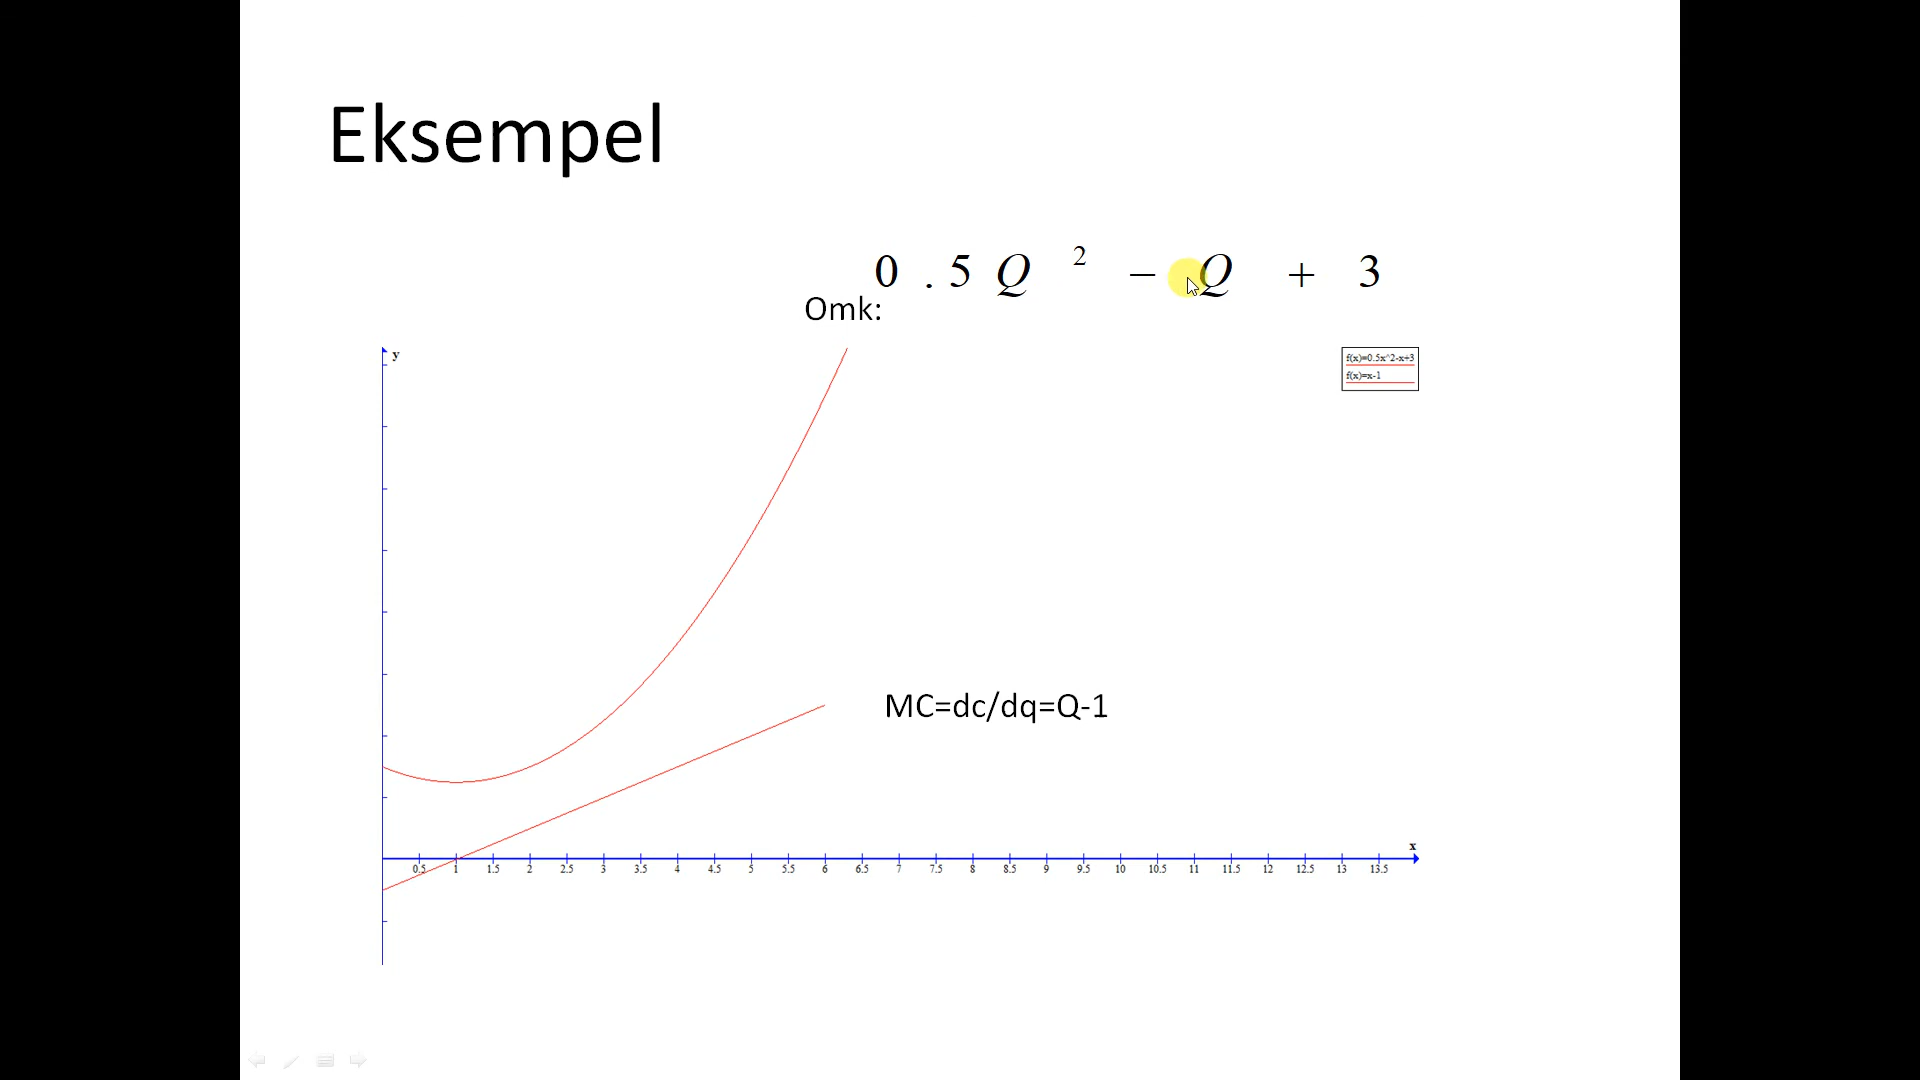 Eksempel
0.5Q² − Q + 3
Omk:
y
f(x)=0.5x^2-x+3
f(x)=x-1
MC=dc/dq=Q-1
x
0.5 1 1.5 2 2.5 3 3.5 4 4.5 5 5.5 6 6.5 7 7.5 8 8.5 9 9.5 10 10.5 11 11.5 12 12.5 13 13.5